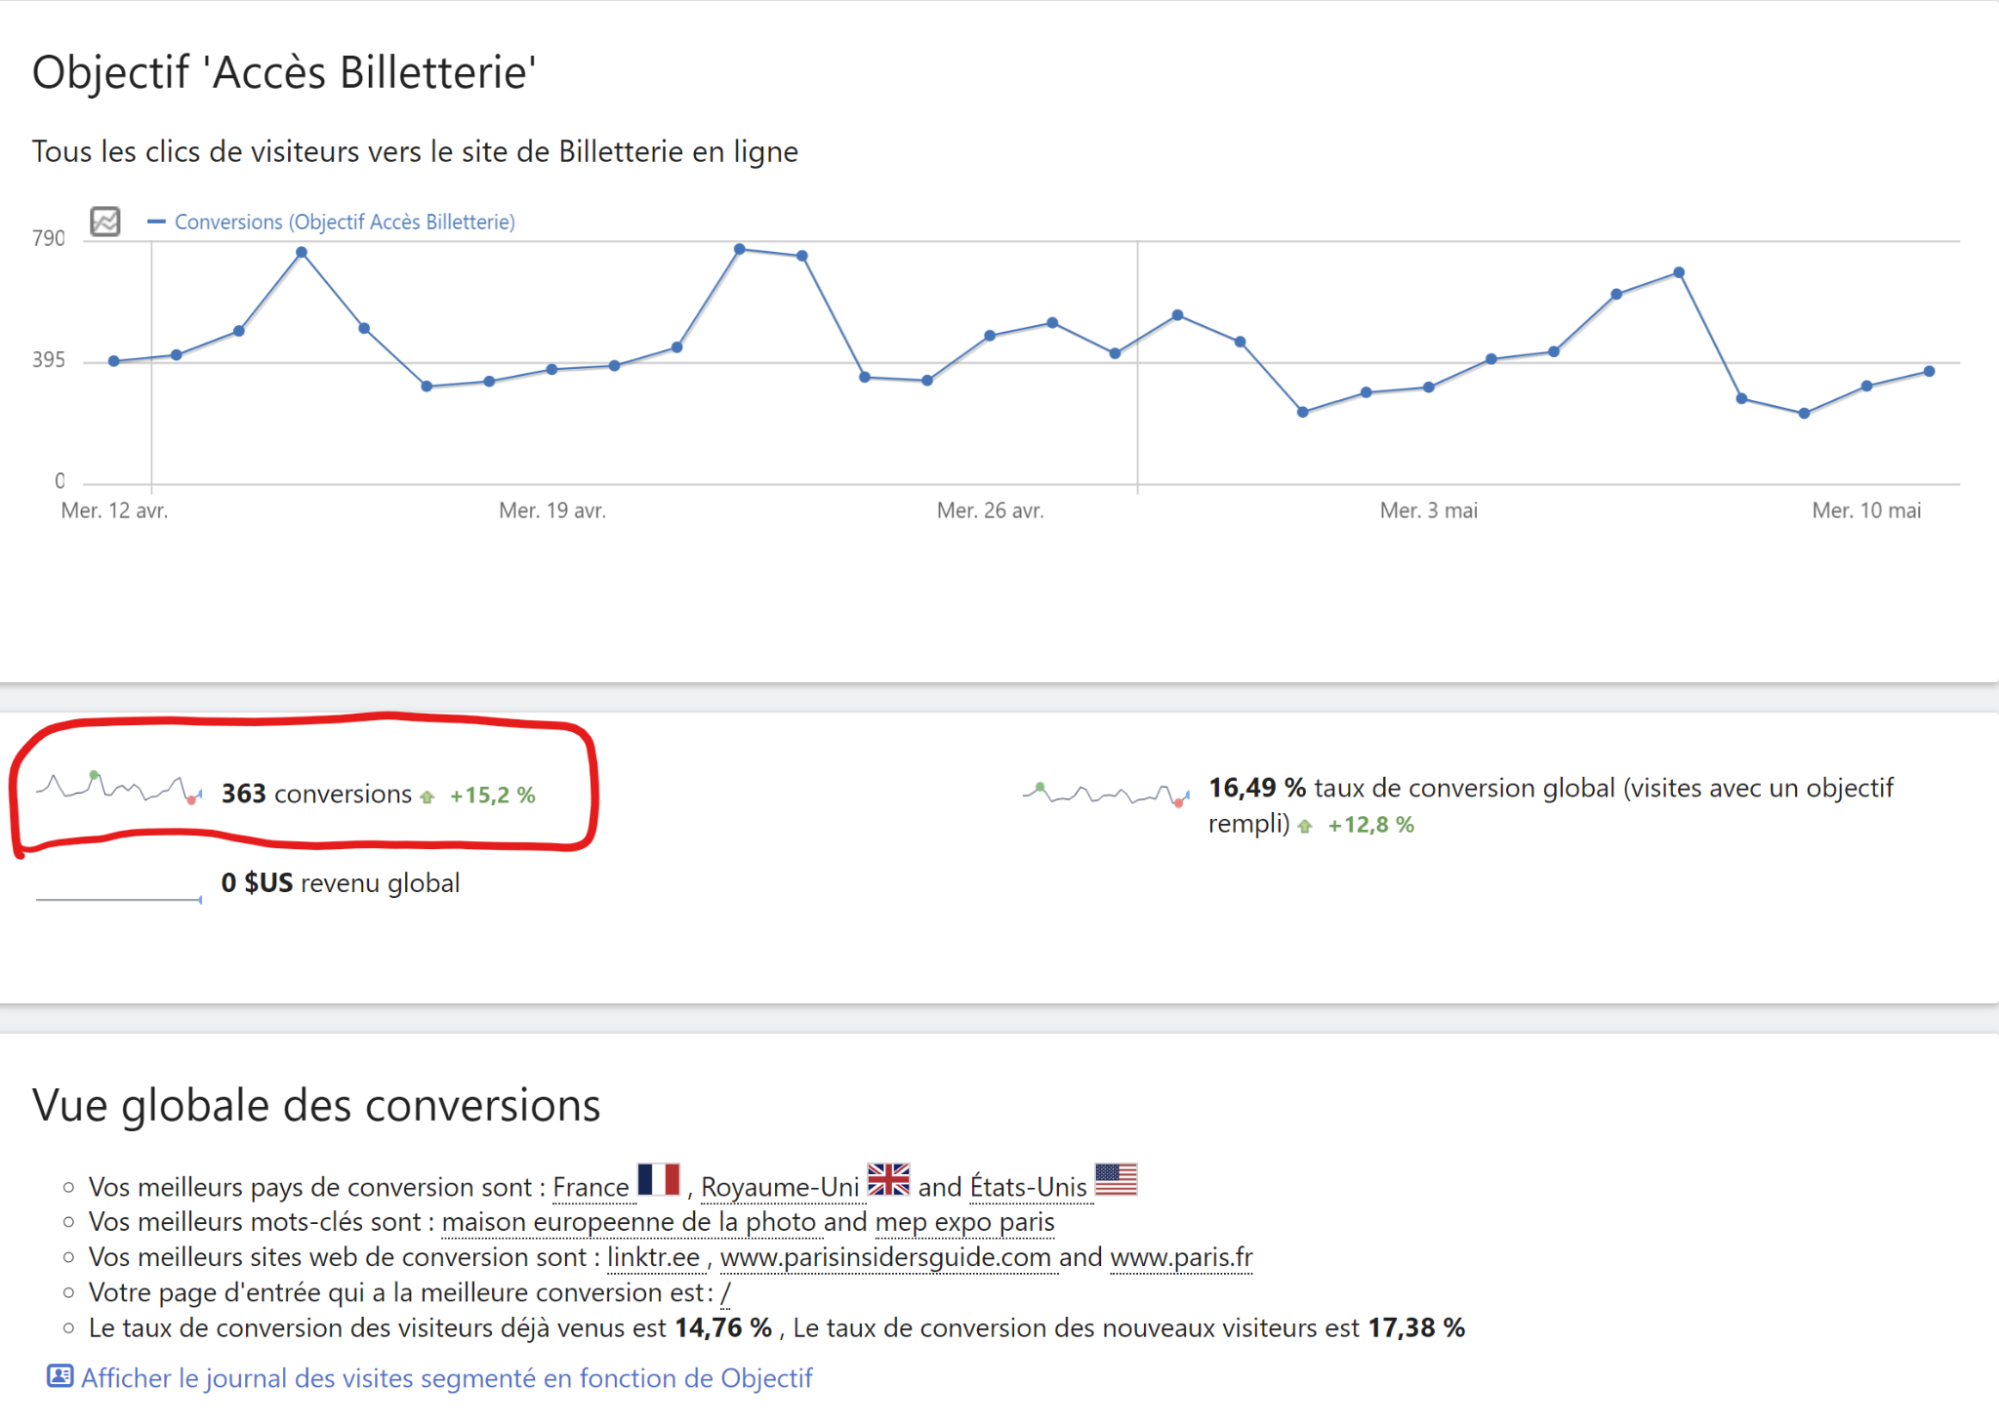 Objectif 'Accès Billetterie'
Tous les clics de visiteurs vers le site de Billetterie en ligne
Conversions (Objectif Accès Billetterie)
790
395
0
Mer. 12 avr.
Mer. 19 avr.
Mer. 26 avr.
Mer. 3 mai
Mer. 10 mai
363 conversions +15,2 %
16,49 % taux de conversion global (visites avec un objectif
rempli) +12,8 %
0 $US revenu global
Vue globale des conversions
Vos meilleurs pays de conversion sont : France , Royaume-Uni and États-Unis
Vos meilleurs mots-clés sont : maison europeenne de la photo and mep expo paris
Vos meilleurs sites web de conversion sont : linktr.ee , www.parisinsidersguide.com and www.paris.fr
Votre page d'entrée qui a la meilleure conversion est: /
Le taux de conversion des visiteurs déjà venus est 14,76 % , Le taux de conversion des nouveaux visiteurs est 17,38 %
Afficher le journal des visites segmenté en fonction de Objectif